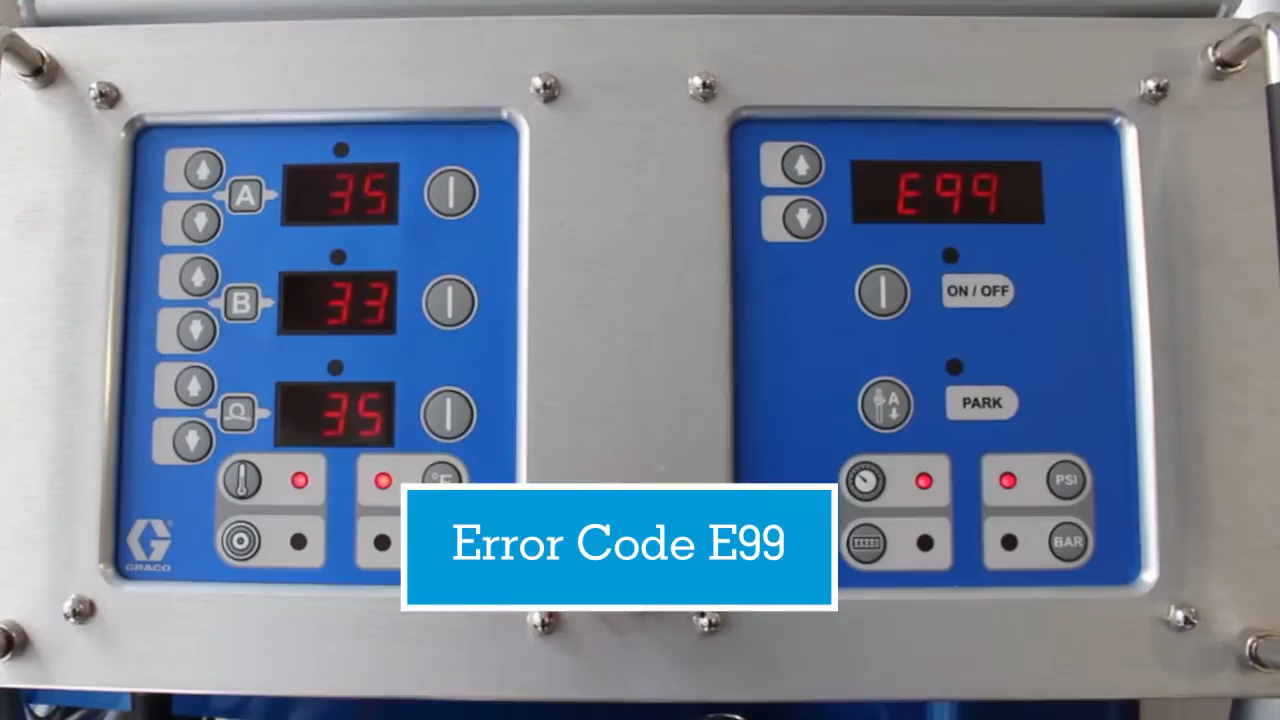 A
35
B
33
35
°F
GRACO
E99
ON / OFF
A
PARK
PSI
BAR
Error Code E99